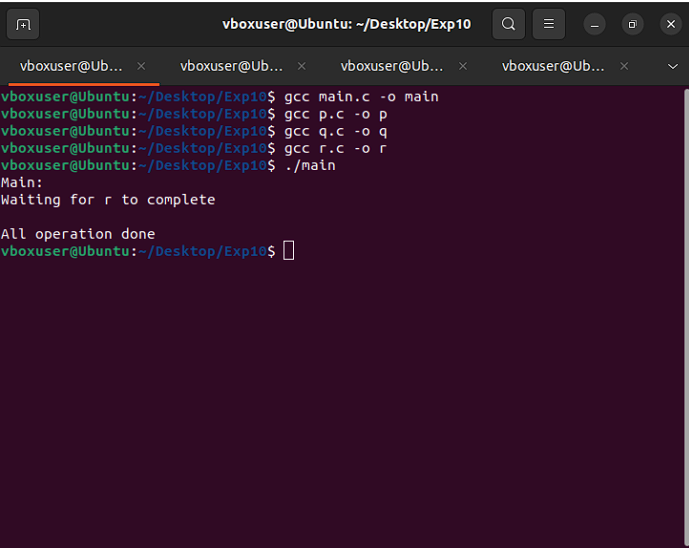 vboxuser@Ubuntu: ~/Desktop/Exp10
vboxuser@Ub... vboxuser@Ub... vboxuser@Ub... vboxuser@Ub...
vboxuser@Ubuntu:~/Desktop/Exp10$ gcc main.c -o main
vboxuser@Ubuntu:~/Desktop/Exp10$ gcc p.c -o p
vboxuser@Ubuntu:~/Desktop/Exp10$ gcc q.c -o q
vboxuser@Ubuntu:~/Desktop/Exp10$ gcc r.c -o r
vboxuser@Ubuntu:~/Desktop/Exp10$ ./main
Main:
Waiting for r to complete
All operation done
vboxuser@Ubuntu:~/Desktop/Exp10$